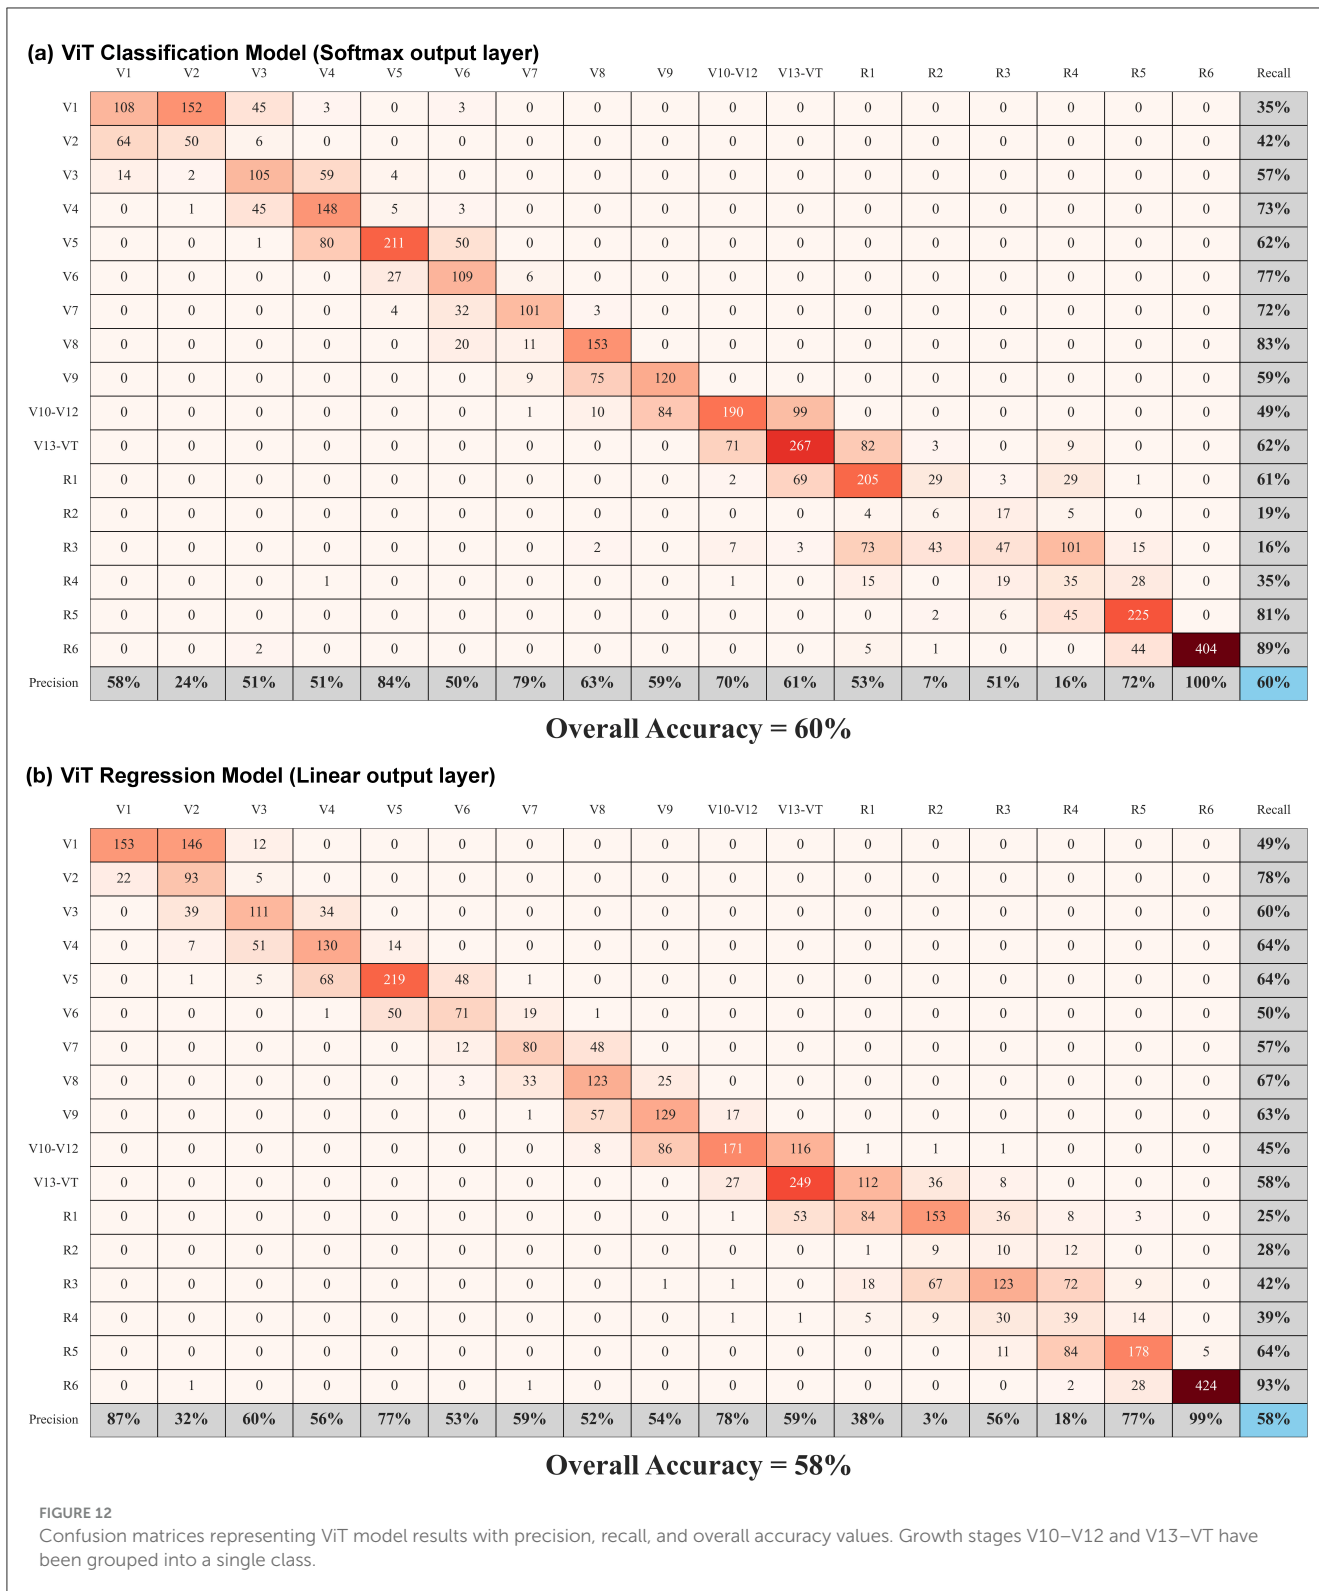 (a) ViT Classification Model (Softmax output layer)
V1 V2 V3 V4 V5 V6 V7 V8 V9 V10-V12 V13-VT R1 R2 R3 R4 R5 R6 Recall
V1 108 152 45 3 0 3 0 0 0 0 0 0 0 0 0 0 0 35%
V2 64 50 6 0 0 0 0 0 0 0 0 0 0 0 0 0 0 42%
V3 14 2 105 59 4 0 0 0 0 0 0 0 0 0 0 0 0 57%
V4 0 1 45 148 5 3 0 0 0 0 0 0 0 0 0 0 0 73%
V5 0 0 1 80 211 50 0 0 0 0 0 0 0 0 0 0 0 62%
V6 0 0 0 0 27 109 6 0 0 0 0 0 0 0 0 0 0 77%
V7 0 0 0 0 4 32 101 3 0 0 0 0 0 0 0 0 0 72%
V8 0 0 0 0 0 20 11 153 0 0 0 0 0 0 0 0 0 83%
V9 0 0 0 0 0 0 9 75 120 0 0 0 0 0 0 0 0 59%
V10-V12 0 0 0 0 0 0 1 10 84 190 99 0 0 0 0 0 0 49%
V13-VT 0 0 0 0 0 0 0 0 0 71 267 82 3 0 9 0 0 62%
R1 0 0 0 0 0 0 0 0 0 2 69 205 29 3 29 1 0 61%
R2 0 0 0 0 0 0 0 0 0 0 0 4 6 17 5 0 0 19%
R3 0 0 0 0 0 0 0 2 0 7 3 73 43 47 101 15 0 16%
R4 0 0 0 1 0 0 0 0 0 1 0 15 0 19 35 28 0 35%
R5 0 0 0 0 0 0 0 0 0 0 0 0 2 6 45 225 0 81%
R6 0 0 2 0 0 0 0 0 0 0 0 5 1 0 0 44 404 89%
Precision 58% 24% 51% 51% 84% 50% 79% 63% 59% 70% 61% 53% 7% 51% 16% 72% 100% 60%
Overall Accuracy = 60%
(b) ViT Regression Model (Linear output layer)
V1 V2 V3 V4 V5 V6 V7 V8 V9 V10-V12 V13-VT R1 R2 R3 R4 R5 R6 Recall
V1 153 146 12 0 0 0 0 0 0 0 0 0 0 0 0 0 0 49%
V2 22 93 5 0 0 0 0 0 0 0 0 0 0 0 0 0 0 78%
V3 0 39 111 34 0 0 0 0 0 0 0 0 0 0 0 0 0 60%
V4 0 7 51 130 14 0 0 0 0 0 0 0 0 0 0 0 0 64%
V5 0 1 5 68 219 48 1 0 0 0 0 0 0 0 0 0 0 64%
V6 0 0 0 1 50 71 19 1 0 0 0 0 0 0 0 0 0 50%
V7 0 0 0 0 0 12 80 48 0 0 0 0 0 0 0 0 0 57%
V8 0 0 0 0 0 3 33 123 25 0 0 0 0 0 0 0 0 67%
V9 0 0 0 0 0 0 1 57 129 17 0 0 0 0 0 0 0 63%
V10-V12 0 0 0 0 0 0 0 8 86 171 116 1 1 1 0 0 0 45%
V13-VT 0 0 0 0 0 0 0 0 0 27 249 112 36 8 0 0 0 58%
R1 0 0 0 0 0 0 0 0 0 1 53 84 153 36 8 3 0 25%
R2 0 0 0 0 0 0 0 0 0 0 0 1 9 10 12 0 0 28%
R3 0 0 0 0 0 0 0 0 1 1 0 18 67 123 72 9 0 42%
R4 0 0 0 0 0 0 0 0 0 1 1 5 9 30 39 14 0 39%
R5 0 0 0 0 0 0 0 0 0 0 0 0 0 11 84 178 5 64%
R6 0 1 0 0 0 0 1 0 0 0 0 0 0 0 2 28 424 93%
Precision 87% 32% 60% 56% 77% 53% 59% 52% 54% 78% 59% 38% 3% 56% 18% 77% 99% 58%
Overall Accuracy = 58%
FIGURE 12
Confusion matrices representing ViT model results with precision, recall, and overall accuracy values. Growth stages V10–V12 and V13–VT have
been grouped into a single class.